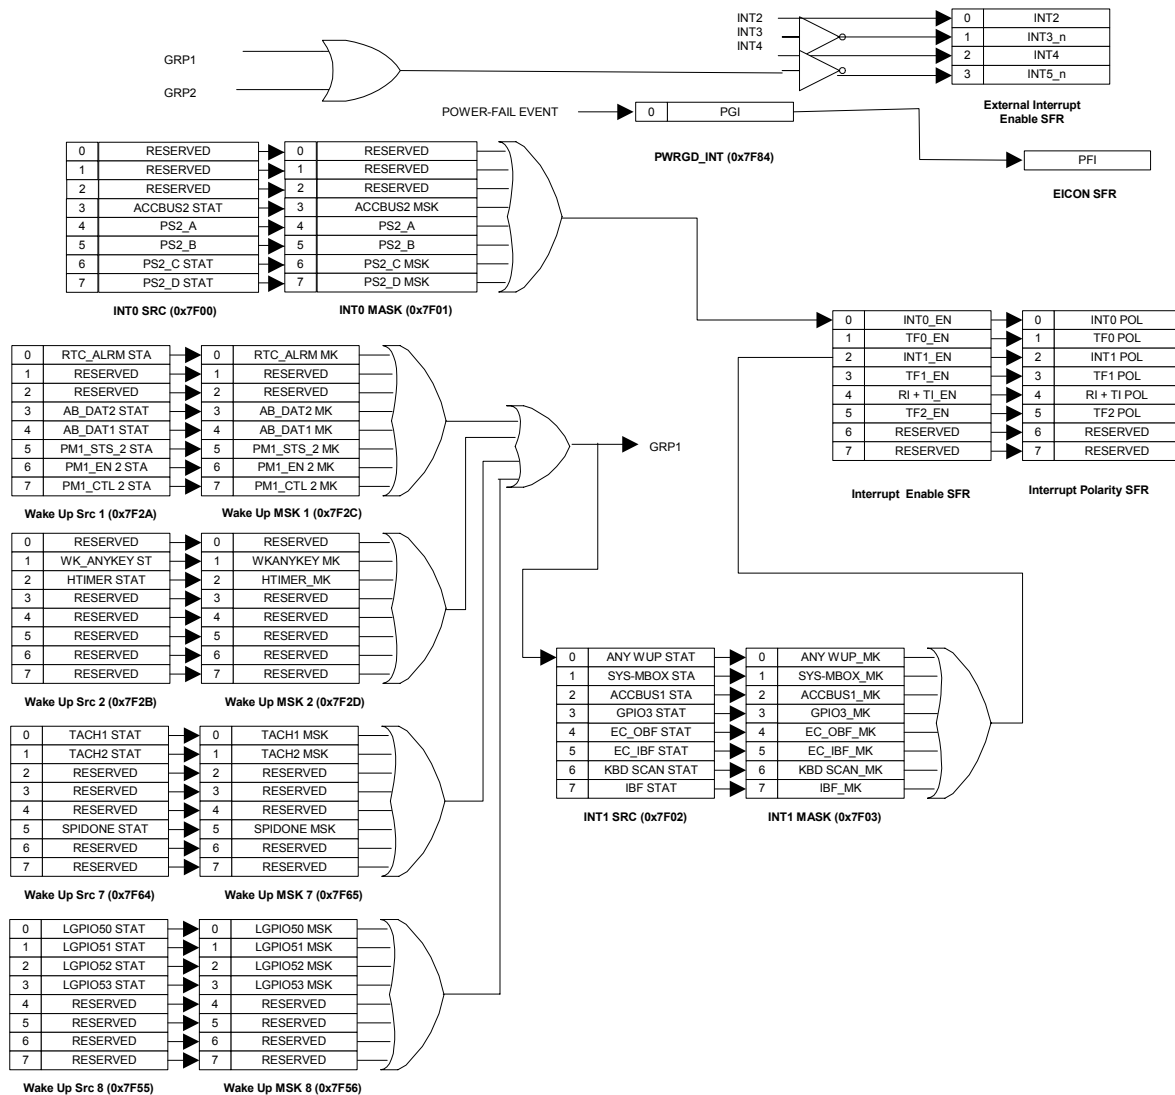 INT2
INT3
INT4
0 INT2
1 INT3_n
2 INT4
3 INT5_n
External Interrupt
Enable SFR
GRP1
GRP2
POWER-FAIL EVENT
0 PGI
PWRGD_INT (0x7F84)
PFI
EICON SFR
0 RESERVED 0 RESERVED
1 RESERVED 1 RESERVED
2 RESERVED 2 RESERVED
3 ACCBUS2 STAT 3 ACCBUS2 MSK
4 PS2_A 4 PS2_A
5 PS2_B 5 PS2_B
6 PS2_C STAT 6 PS2_C MSK
7 PS2_D STAT 7 PS2_D MSK
INT0 SRC (0x7F00) INT0 MASK (0x7F01)
0 INT0_EN 0 INT0 POL
1 TF0_EN 1 TF0 POL
2 INT1_EN 2 INT1 POL
3 TF1_EN 3 TF1 POL
4 RI + TI_EN 4 RI + TI POL
5 TF2_EN 5 TF2 POL
6 RESERVED 6 RESERVED
7 RESERVED 7 RESERVED
Interrupt Enable SFR Interrupt Polarity SFR
0 RTC_ALRM STA 0 RTC_ALRM MK
1 RESERVED 1 RESERVED
2 RESERVED 2 RESERVED
3 AB_DAT2 STAT 3 AB_DAT2 MK
4 AB_DAT1 STAT 4 AB_DAT1 MK
5 PM1_STS_2 STA 5 PM1_STS_2 MK
6 PM1_EN 2 STA 6 PM1_EN 2 MK
7 PM1_CTL 2 STA 7 PM1_CTL 2 MK
Wake Up Src 1 (0x7F2A) Wake Up MSK 1 (0x7F2C)
GRP1
0 RESERVED 0 RESERVED
1 WK_ANYKEY ST 1 WKANYKEY MK
2 HTIMER STAT 2 HTIMER_MK
3 RESERVED 3 RESERVED
4 RESERVED 4 RESERVED
5 RESERVED 5 RESERVED
6 RESERVED 6 RESERVED
7 RESERVED 7 RESERVED
Wake Up Src 2 (0x7F2B) Wake Up MSK 2 (0x7F2D)
0 ANY WUP STAT 0 ANY WUP_MK
1 SYS-MBOX STA 1 SYS-MBOX_MK
2 ACCBUS1 STA 2 ACCBUS1_MK
3 GPIO3 STAT 3 GPIO3_MK
4 EC_OBF STAT 4 EC_OBF_MK
5 EC_IBF STAT 5 EC_IBF_MK
6 KBD SCAN STAT 6 KBD SCAN_MK
7 IBF STAT 7 IBF_MK
INT1 SRC (0x7F02) INT1 MASK (0x7F03)
0 TACH1 STAT 0 TACH1 MSK
1 TACH2 STAT 1 TACH2 MSK
2 RESERVED 2 RESERVED
3 RESERVED 3 RESERVED
4 RESERVED 4 RESERVED
5 SPIDONE STAT 5 SPIDONE MSK
6 RESERVED 6 RESERVED
7 RESERVED 7 RESERVED
Wake Up Src 7 (0x7F64) Wake Up MSK 7 (0x7F65)
0 LGPIO50 STAT 0 LGPIO50 MSK
1 LGPIO51 STAT 1 LGPIO51 MSK
2 LGPIO52 STAT 2 LGPIO52 MSK
3 LGPIO53 STAT 3 LGPIO53 MSK
4 RESERVED 4 RESERVED
5 RESERVED 5 RESERVED
6 RESERVED 6 RESERVED
7 RESERVED 7 RESERVED
Wake Up Src 8 (0x7F55) Wake Up MSK 8 (0x7F56)